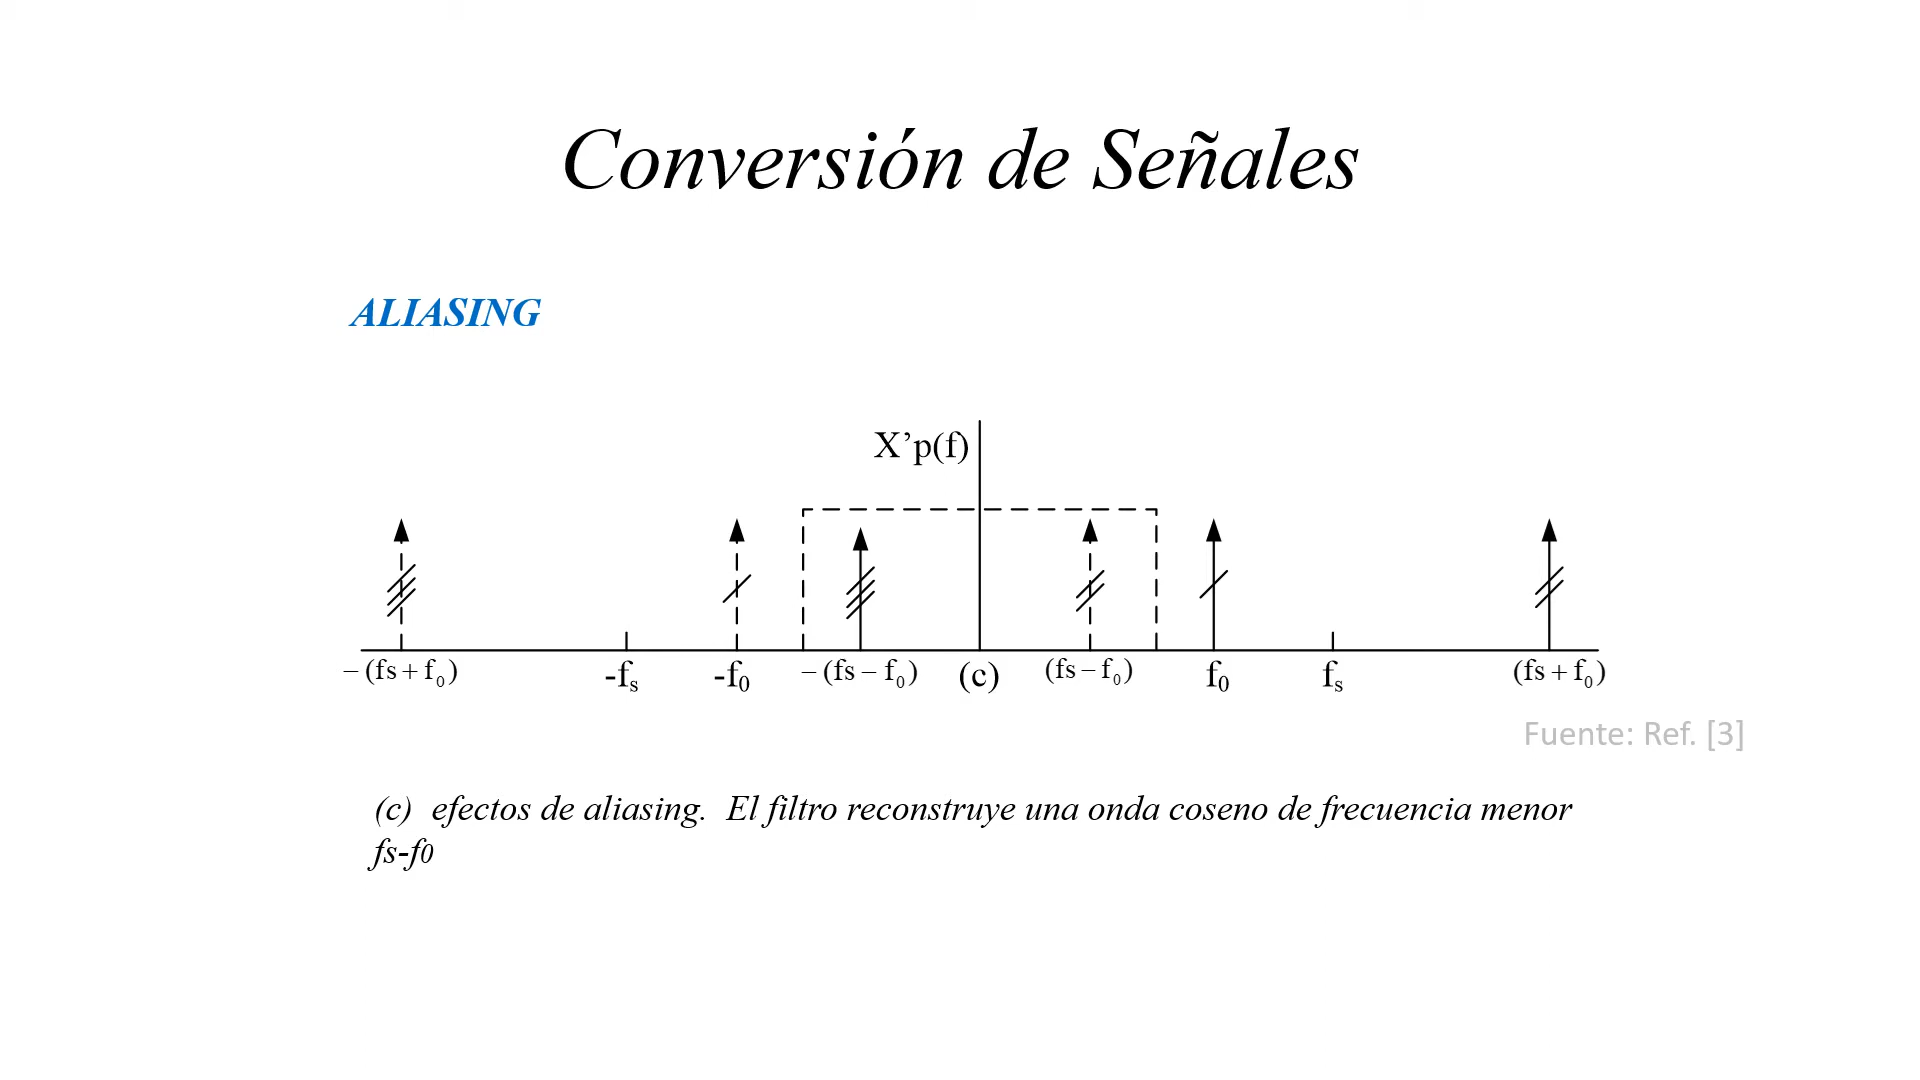 Conversión de Señales
ALIASING
X’p(f)
−(fs+f0) -fs -f0 −(fs−f0) (c) (fs−f0) f0 fs (fs+f0)
Fuente: Ref. [3]
(c) efectos de aliasing. El filtro reconstruye una onda coseno de frecuencia menor
fs-f0